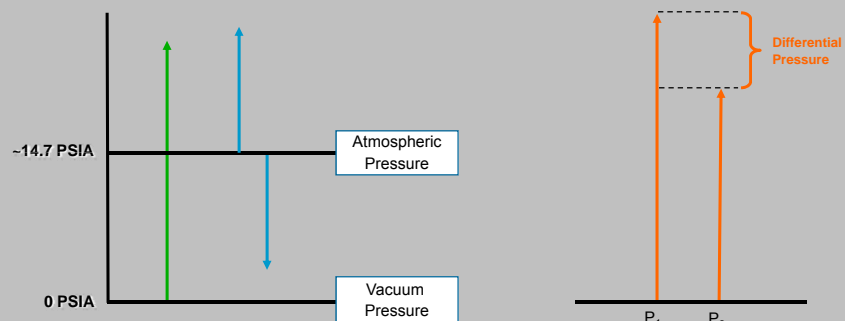 Differential
Pressure
~14.7 PSIA
Atmospheric
Pressure
0 PSIA
Vacuum
Pressure
P
P